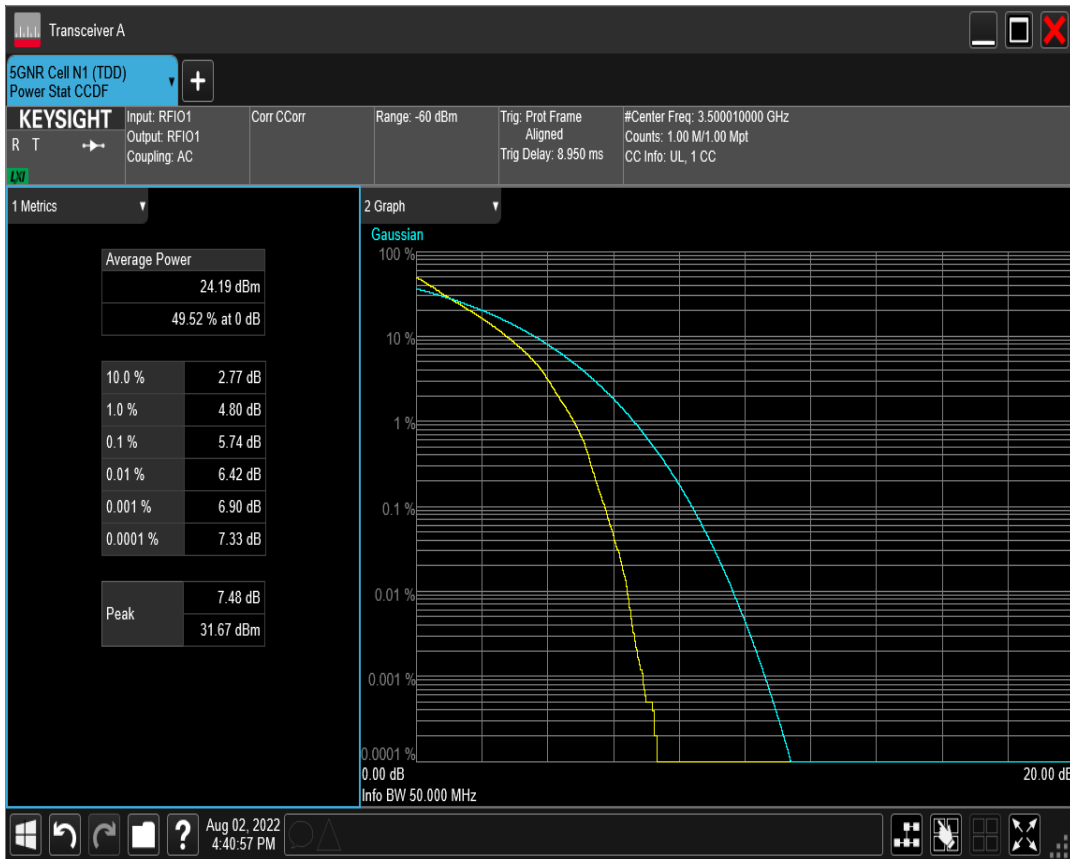 Transceiver A
5GNR Cell N1 (TDD)
Power Stat CCDF
+
KEYSIGHT
R T
LXI
Input: RFIO1
Output: RFIO1
Coupling: AC
Corr CCorr
Range: -60 dBm
Trig: Prot Frame
Aligned
Trig Delay: 8.950 ms
#Center Freq: 3.500010000 GHz
Counts: 1.00 M/1.00 Mpt
CC Info: UL, 1 CC
1 Metrics
Average Power
24.19 dBm
49.52 % at 0 dB
10.0 % 2.77 dB
1.0 % 4.80 dB
0.1 % 5.74 dB
0.01 % 6.42 dB
0.001 % 6.90 dB
0.0001 % 7.33 dB
Peak
7.48 dB
31.67 dBm
2 Graph
Gaussian
100 %
10 %
1 %
0.1 %
0.01 %
0.001 %
0.0001 %
0.00 dB
20.00 dB
Info BW 50.000 MHz
?
Aug 02, 2022
4:40:57 PM